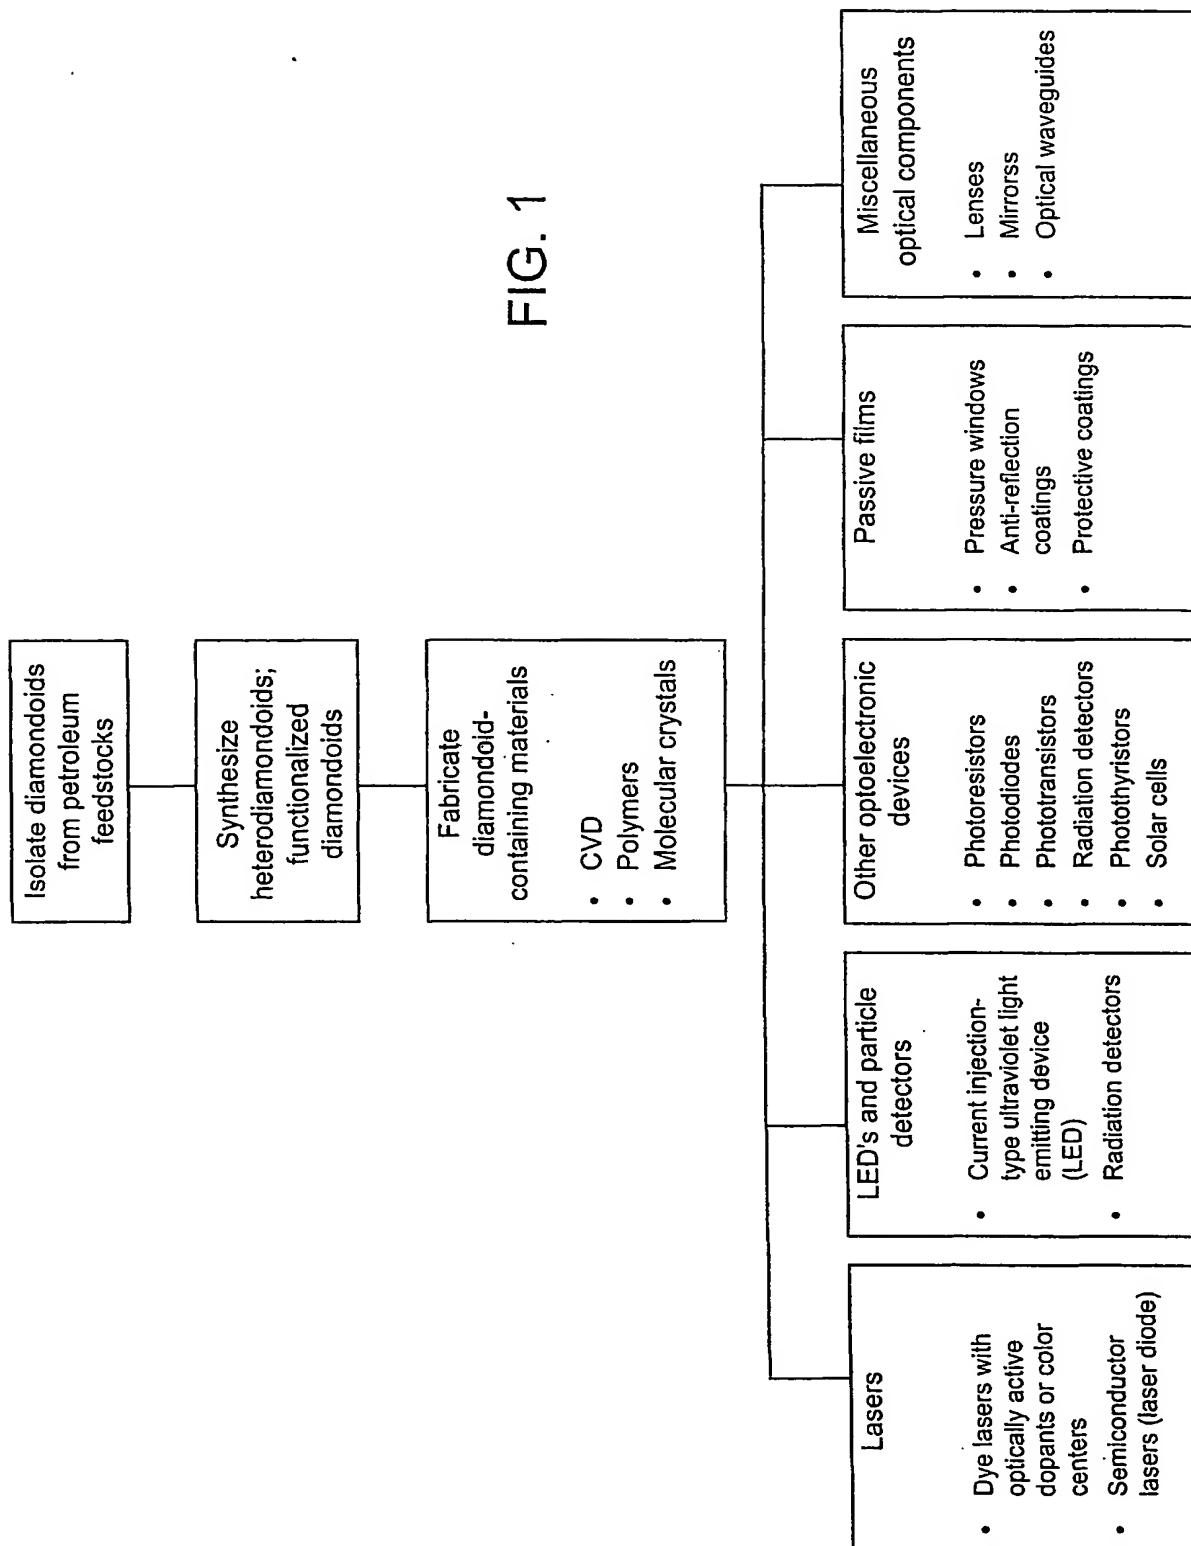 Isolate diamondoids
from petroleum
feedstocks
Synthesize
heterodiamondoids;
functionalized
diamondoids
Fabricate
diamondoid-
containing materials
• CVD
• Polymers
• Molecular crystals
FIG. 1
Lasers
• Dye lasers with
optically active
dopants or color
centers
• Semiconductor
lasers (laser diode)
LED's and particle
detectors
• Current injection-
type ultraviolet light
emitting device
(LED)
• Radiation detectors
Other optoelectronic
devices
• Photoresistors
• Photodiodes
• Phototransistors
• Radiation detectors
• Photothyristors
• Solar cells
Passive films
• Pressure windows
• Anti-reflection
coatings
• Protective coatings
Miscellaneous
optical components
• Lenses
• Mirrorss
• Optical waveguides